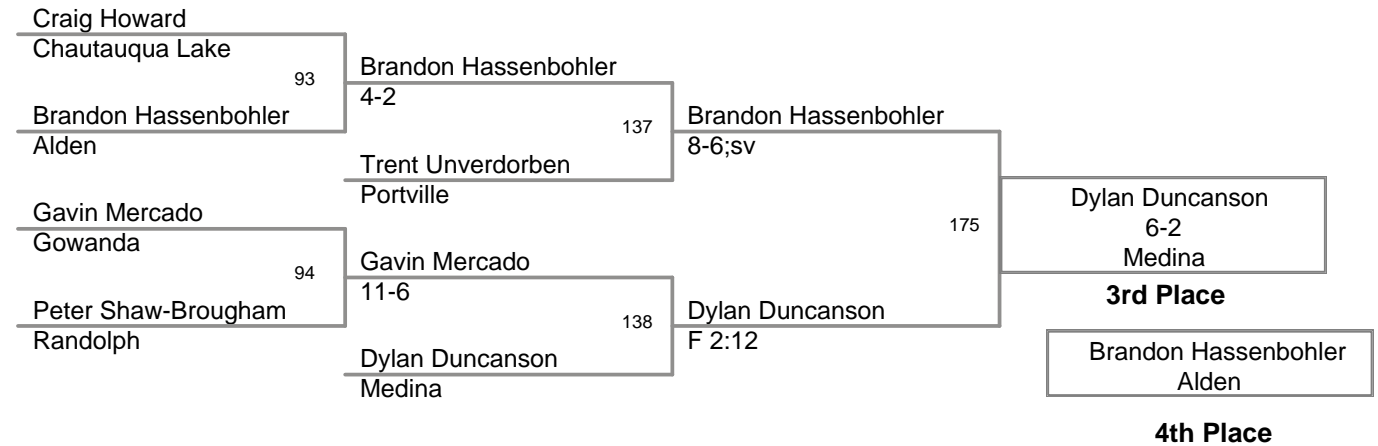 Craig Howard
Chautauqua Lake
93
Brandon Hassenbohler
4-2
Brandon Hassenbohler
Alden
137
Brandon Hassenbohler
8-6;sv
Trent Unverdorben
Portville
Gavin Mercado
Gowanda
94
Gavin Mercado
11-6
Peter Shaw-Brougham
Randolph
138
Dylan Duncanson
F 2:12
Dylan Duncanson
Medina
175
Dylan Duncanson
6-2
Medina
3rd Place
Brandon Hassenbohler
Alden
4th Place